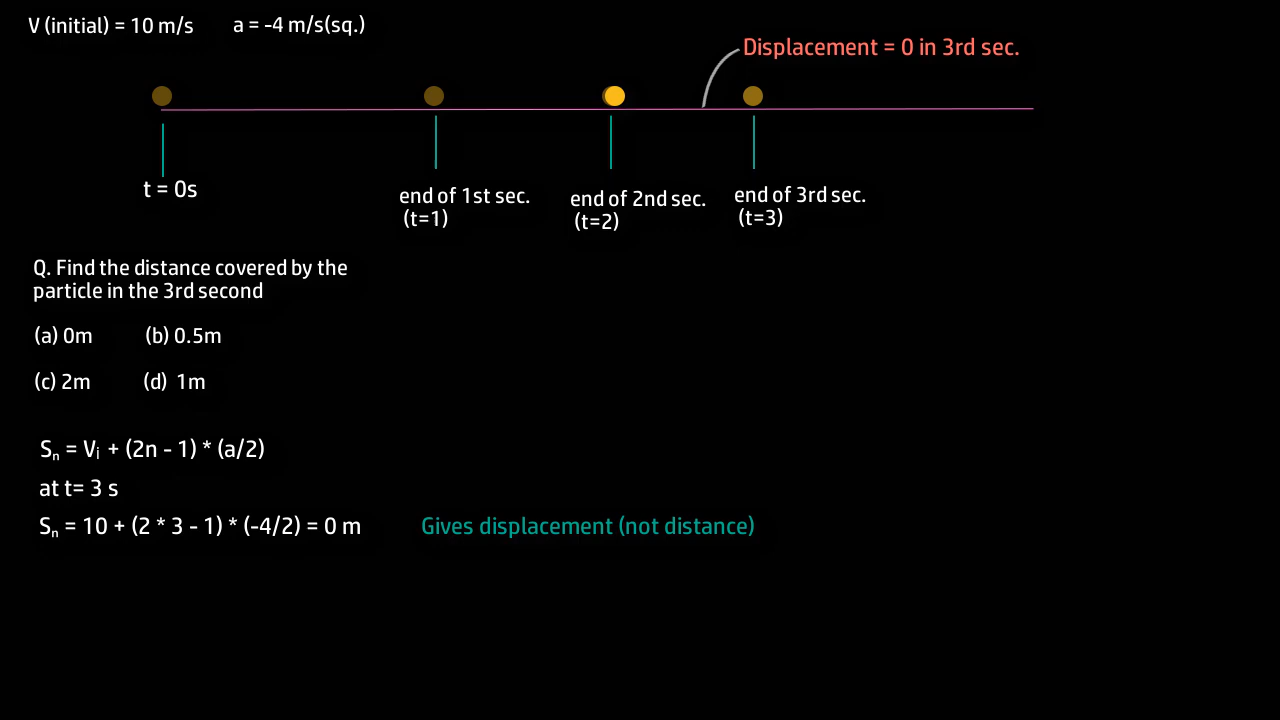 V (initial) = 10 m/s a = -4 m/s(sq.)
Displacement = 0 in 3rd sec.
t = 0s
end of 1st sec.
(t=1)
end of 2nd sec.
(t=2)
end of 3rd sec.
(t=3)
Q. Find the distance covered by the
particle in the 3rd second
(a) 0m (b) 0.5m
(c) 2m (d) 1m
Sₙ = Vᵢ + (2n - 1) * (a/2)
at t= 3 s
Sₙ = 10 + (2 * 3 - 1) * (-4/2) = 0 m Gives displacement (not distance)